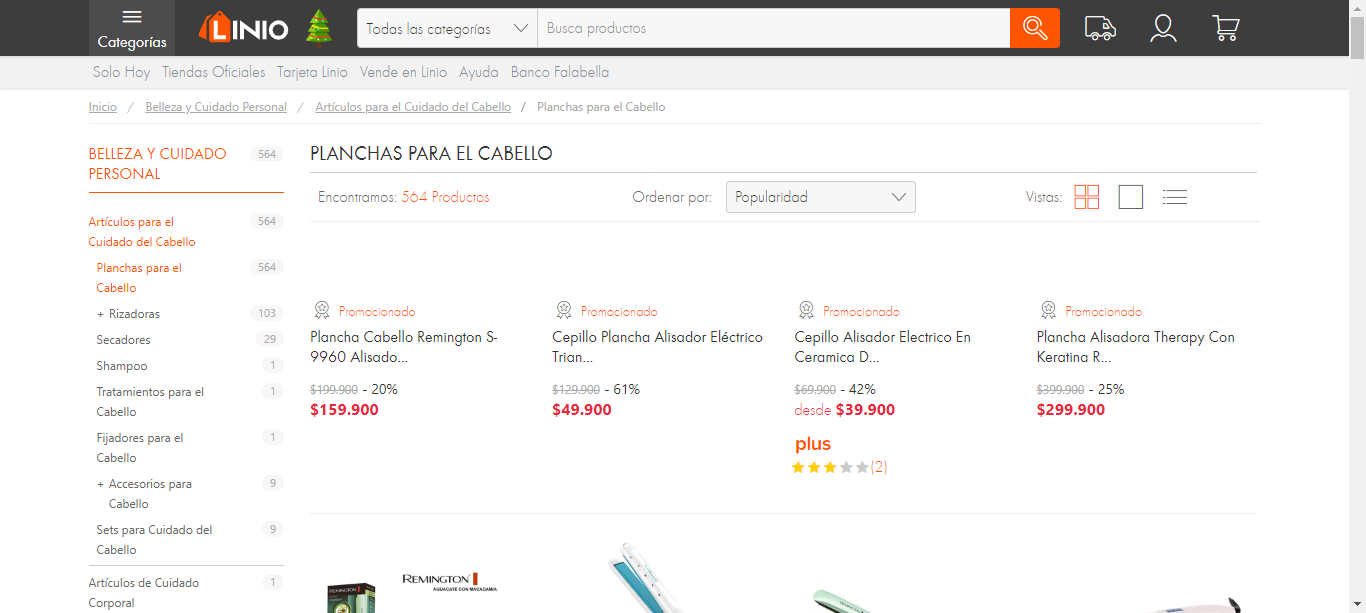 Categorías
LINIO
Todas las categorías
Busca productos
Solo Hoy Tiendas Oficiales Tarjeta Linio Vende en Linio Ayuda Banco Falabella
Inicio / Belleza y Cuidado Personal / Artículos para el Cuidado del Cabello / Planchas para el Cabello
BELLEZA Y CUIDADO 564
PERSONAL
Artículos para el 564
Cuidado del Cabello
Planchas para el 564
Cabello
+ Rizadoras 103
Secadores 29
Shampoo 1
Tratamientos para el 1
Cabello
Fijadores para el 1
Cabello
+ Accesorios para 9
Cabello
Sets para Cuidado del 9
Cabello
Artículos de Cuidado 1
Corporal
PLANCHAS PARA EL CABELLO
Encontramos: 564 Productos
Ordenar por: Popularidad
Vistas:
Promocionado
Plancha Cabello Remington S-
9960 Alisado...
$199.900 - 20%
$159.900
Promocionado
Cepillo Plancha Alisador Eléctrico
Trian...
$129.900 - 61%
$49.900
Promocionado
Cepillo Alisador Electrico En
Ceramica D...
$69.900 - 42%
desde $39.900
plus
(2)
Promocionado
Plancha Alisadora Therapy Con
Keratina R...
$399.900 - 25%
$299.900
REMINGTON
AGUACATE CON MACADAMIA
REMINGTON